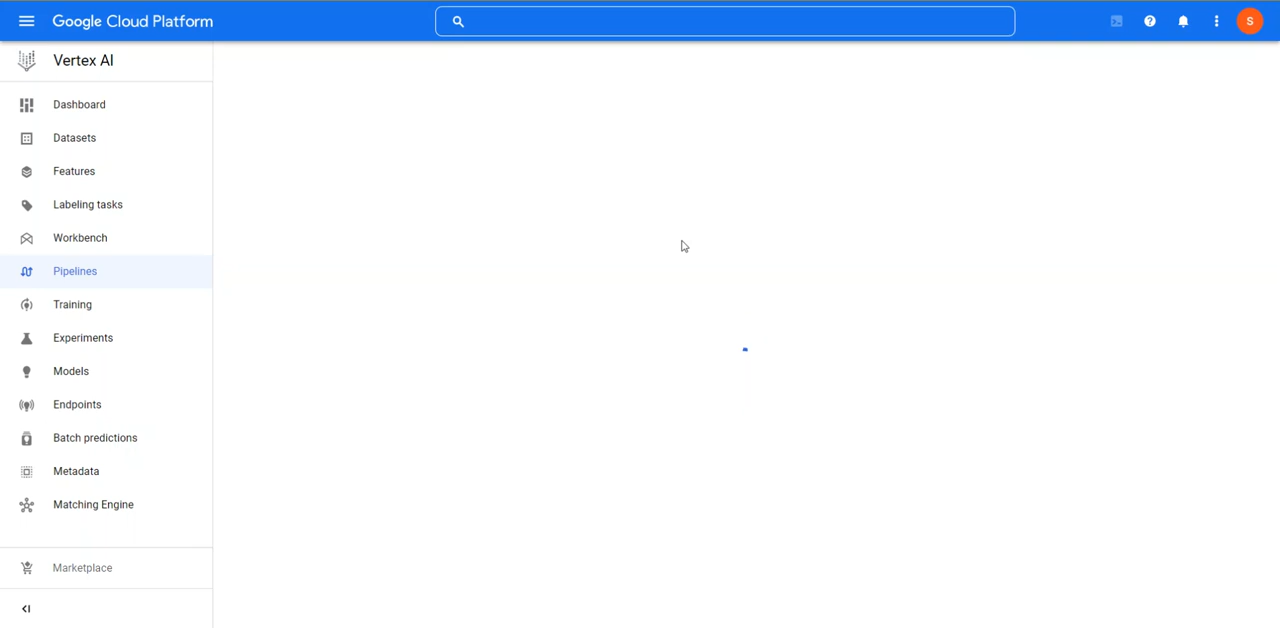 Google Cloud Platform
S
Vertex AI
Dashboard
Datasets
Features
Labeling tasks
Workbench
Pipelines
Training
Experiments
Models
Endpoints
Batch predictions
Metadata
Matching Engine
Marketplace